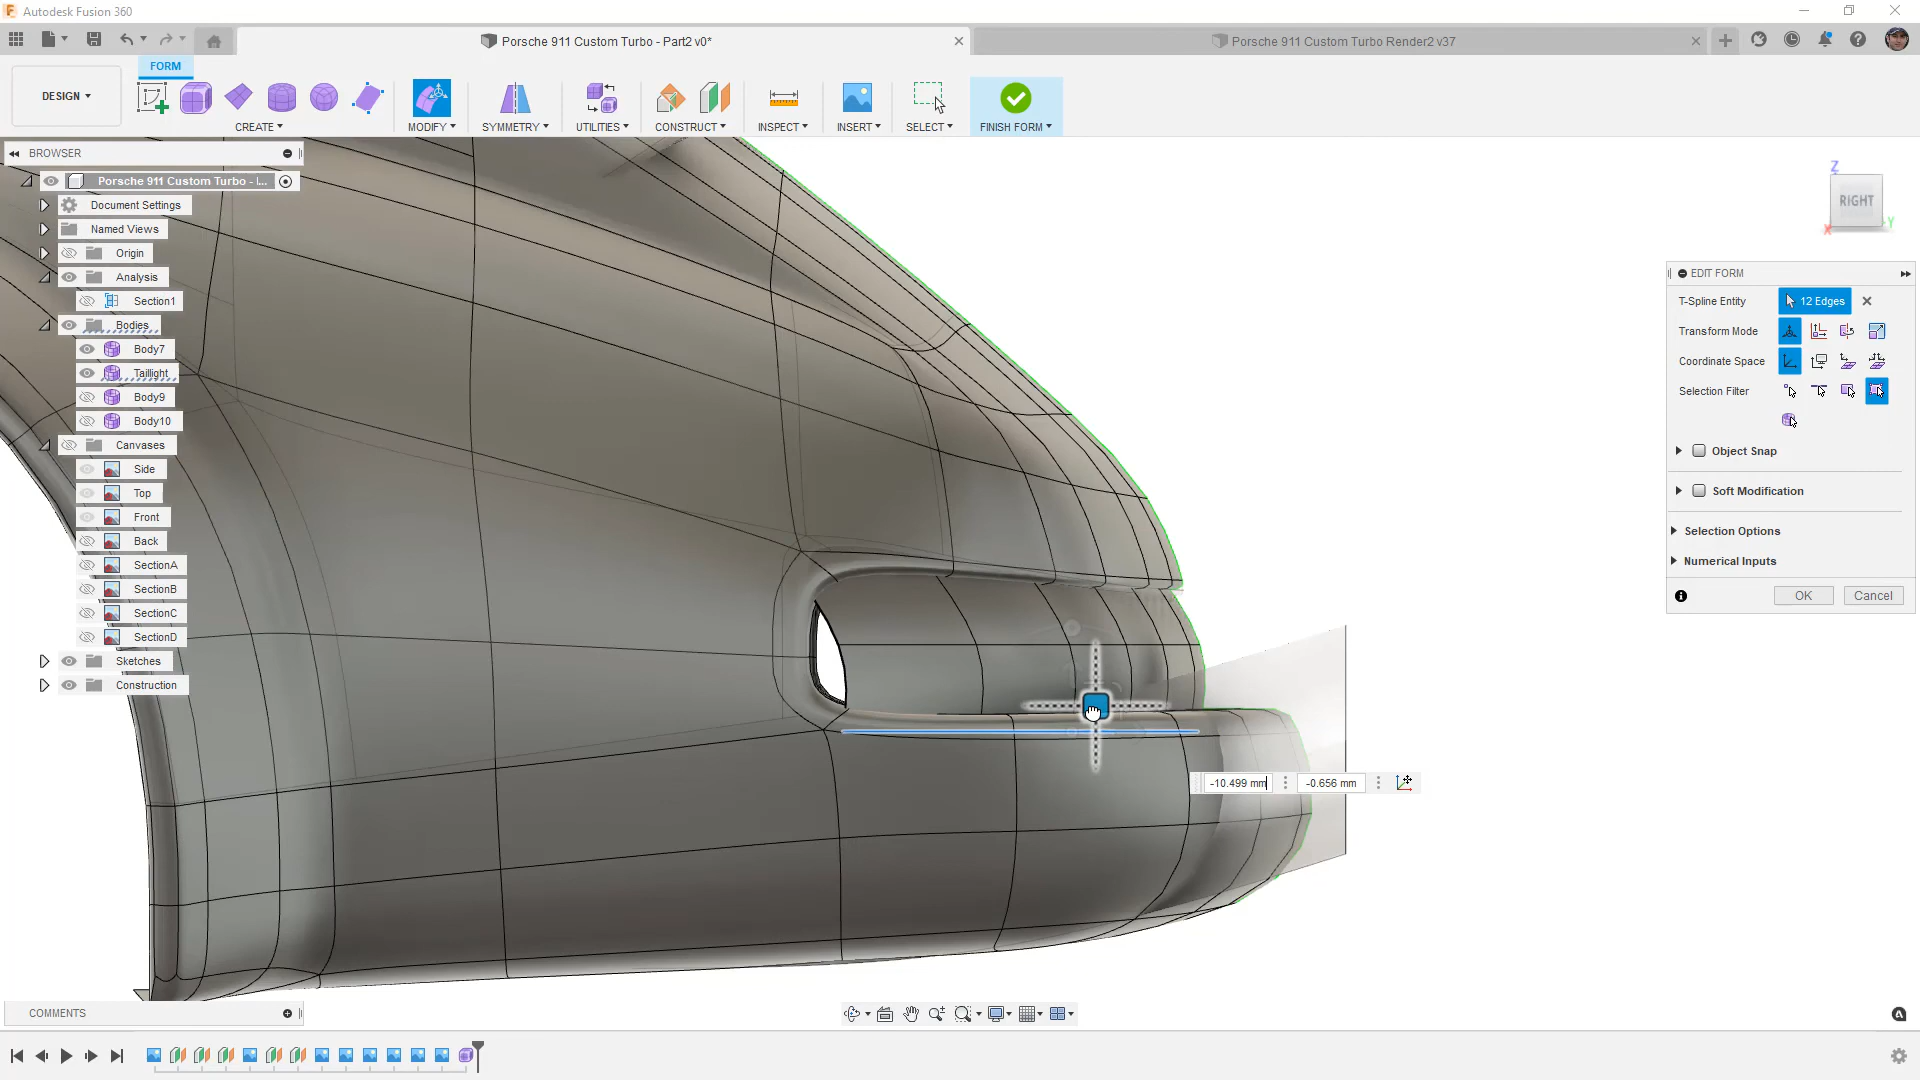 Autodesk Fusion 360
Porsche 911 Custom Turbo - Part2 v0*
Porsche 911 Custom Turbo Render2 v37
FORM
DESIGN
CREATE
MODIFY
SYMMETRY
UTILITIES
CONSTRUCT
INSPECT
INSERT
SELECT
FINISH FORM
BROWSER
Porsche 911 Custom Turbo - I...
Document Settings
Named Views
Origin
Analysis
Section1
Bodies
Body7
Taillight
Body9
Body10
Canvases
Side
Top
Front
Back
SectionA
SectionB
SectionC
SectionD
Sketches
Construction
Z
RIGHT
Y
X
EDIT FORM
T-Spline Entity
12 Edges
Transform Mode
Coordinate Space
Selection Filter
Object Snap
Soft Modification
Selection Options
Numerical Inputs
OK
Cancel
-10.499 mm
-0.656 mm
COMMENTS